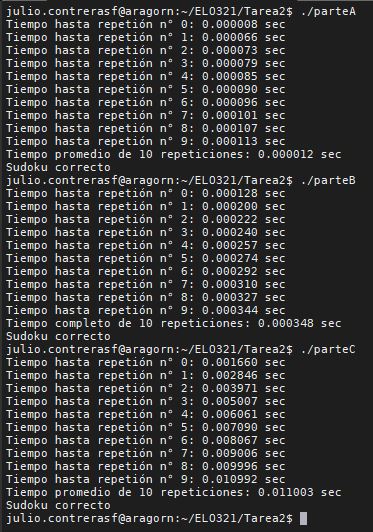 julio.contrerasf@aragorn:~/ELO321/Tarea2$ ./parteA
Tiempo hasta repetión n° 0: 0.000008 sec
Tiempo hasta repetión n° 1: 0.000066 sec
Tiempo hasta repetión n° 2: 0.000073 sec
Tiempo hasta repetión n° 3: 0.000079 sec
Tiempo hasta repetión n° 4: 0.000085 sec
Tiempo hasta repetión n° 5: 0.000090 sec
Tiempo hasta repetión n° 6: 0.000096 sec
Tiempo hasta repetión n° 7: 0.000101 sec
Tiempo hasta repetión n° 8: 0.000107 sec
Tiempo hasta repetión n° 9: 0.000113 sec
Tiempo promedio de 10 repeticiones: 0.000012 sec
Sudoku correcto
julio.contrerasf@aragorn:~/ELO321/Tarea2$ ./parteB
Tiempo hasta repetión n° 0: 0.000128 sec
Tiempo hasta repetión n° 1: 0.000200 sec
Tiempo hasta repetión n° 2: 0.000222 sec
Tiempo hasta repetión n° 3: 0.000240 sec
Tiempo hasta repetión n° 4: 0.000257 sec
Tiempo hasta repetión n° 5: 0.000274 sec
Tiempo hasta repetión n° 6: 0.000292 sec
Tiempo hasta repetión n° 7: 0.000310 sec
Tiempo hasta repetión n° 8: 0.000327 sec
Tiempo hasta repetión n° 9: 0.000344 sec
Tiempo completo de 10 repeticiones: 0.000348 sec
Sudoku correcto
julio.contrerasf@aragorn:~/ELO321/Tarea2$ ./parteC
Tiempo hasta repetión n° 0: 0.001660 sec
Tiempo hasta repetión n° 1: 0.002846 sec
Tiempo hasta repetión n° 2: 0.003971 sec
Tiempo hasta repetión n° 3: 0.005007 sec
Tiempo hasta repetión n° 4: 0.006061 sec
Tiempo hasta repetión n° 5: 0.007090 sec
Tiempo hasta repetión n° 6: 0.008067 sec
Tiempo hasta repetión n° 7: 0.009006 sec
Tiempo hasta repetión n° 8: 0.009996 sec
Tiempo hasta repetión n° 9: 0.010992 sec
Tiempo promedio de 10 repeticiones: 0.011003 sec
Sudoku correcto
julio.contrerasf@aragorn:~/ELO321/Tarea2$